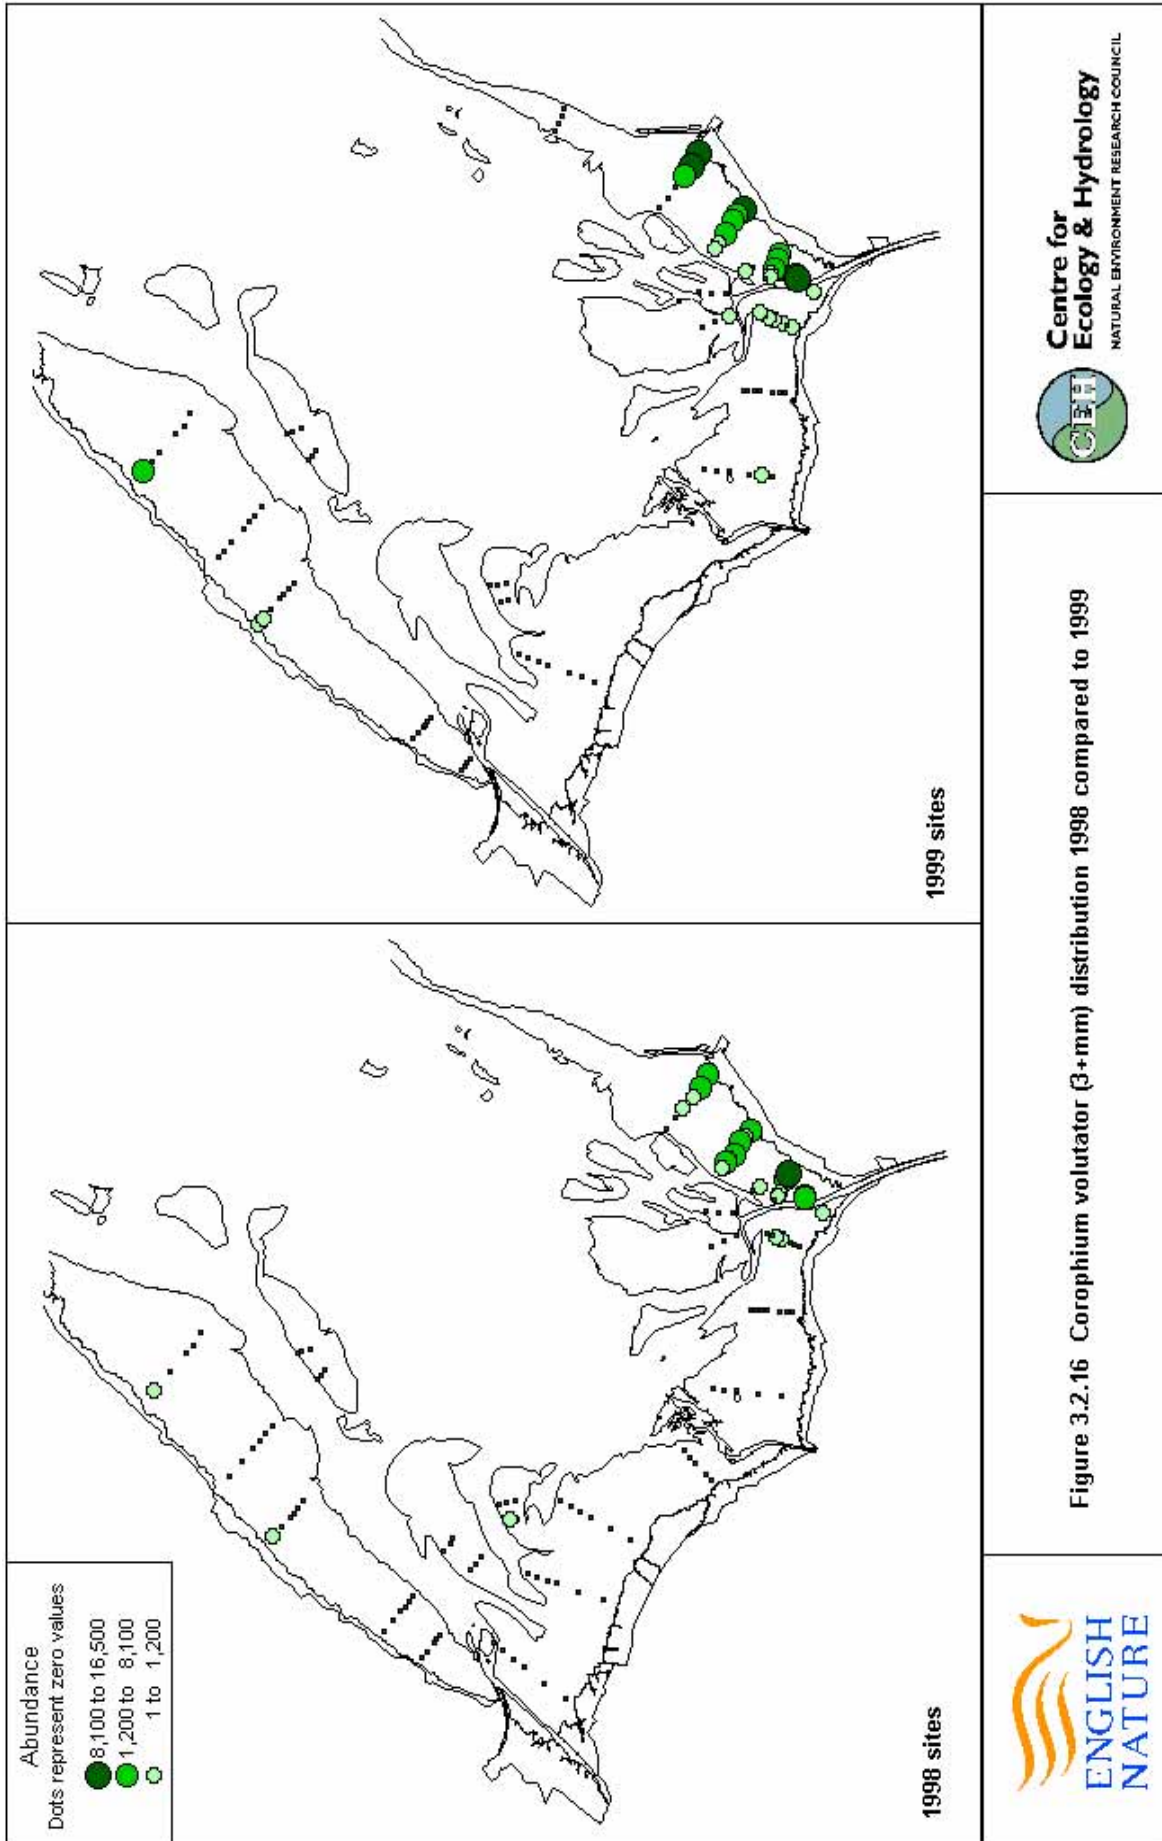 Abundance
Dots represent zero values
8,100 to 16,500
1,200 to 8,100
1 to 1,200
1998 sites
1999 sites
ENGLISH
NATURE
Figure 3.2.16 Corophium volutator (3+mm) distribution 1998 compared to 1999
CEH
Centre for
Ecology & Hydrology
NATURAL ENVIRONMENT RESEARCH COUNCIL